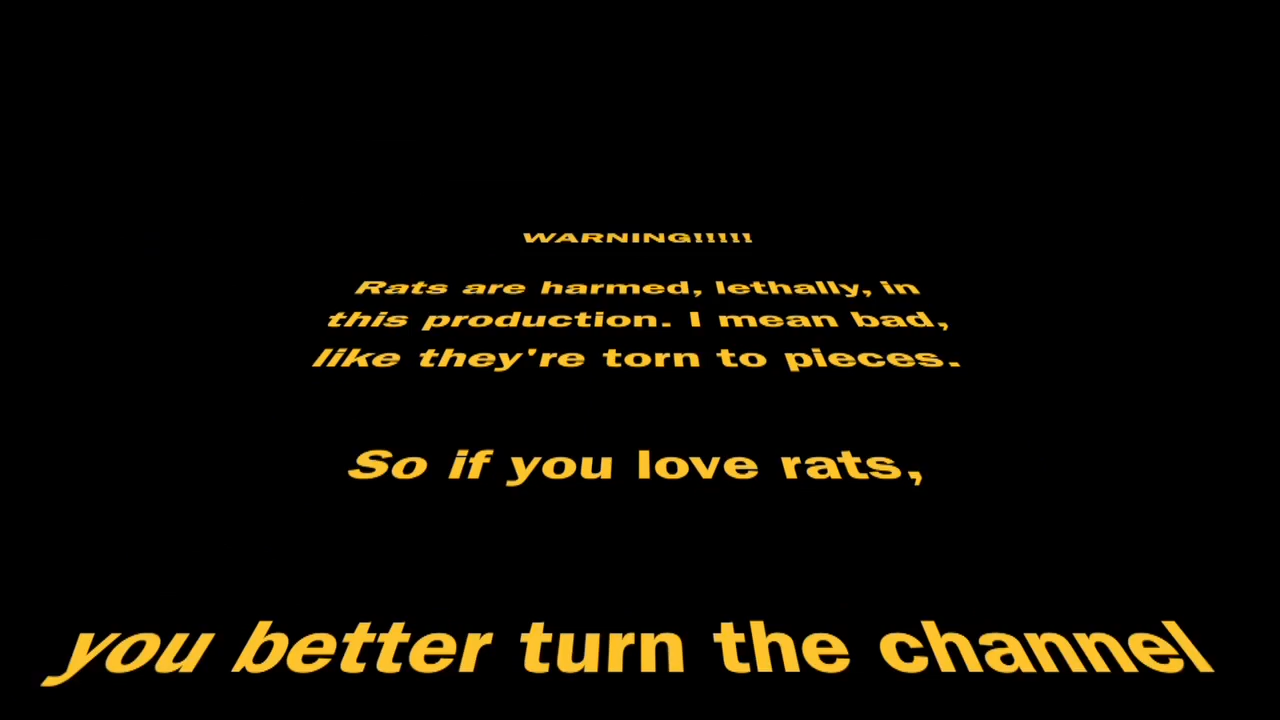 WARNING!!!!!
Rats are harmed, lethally, in
this production. I mean bad,
like they're torn to pieces.
So if you love rats,
you better turn the channel